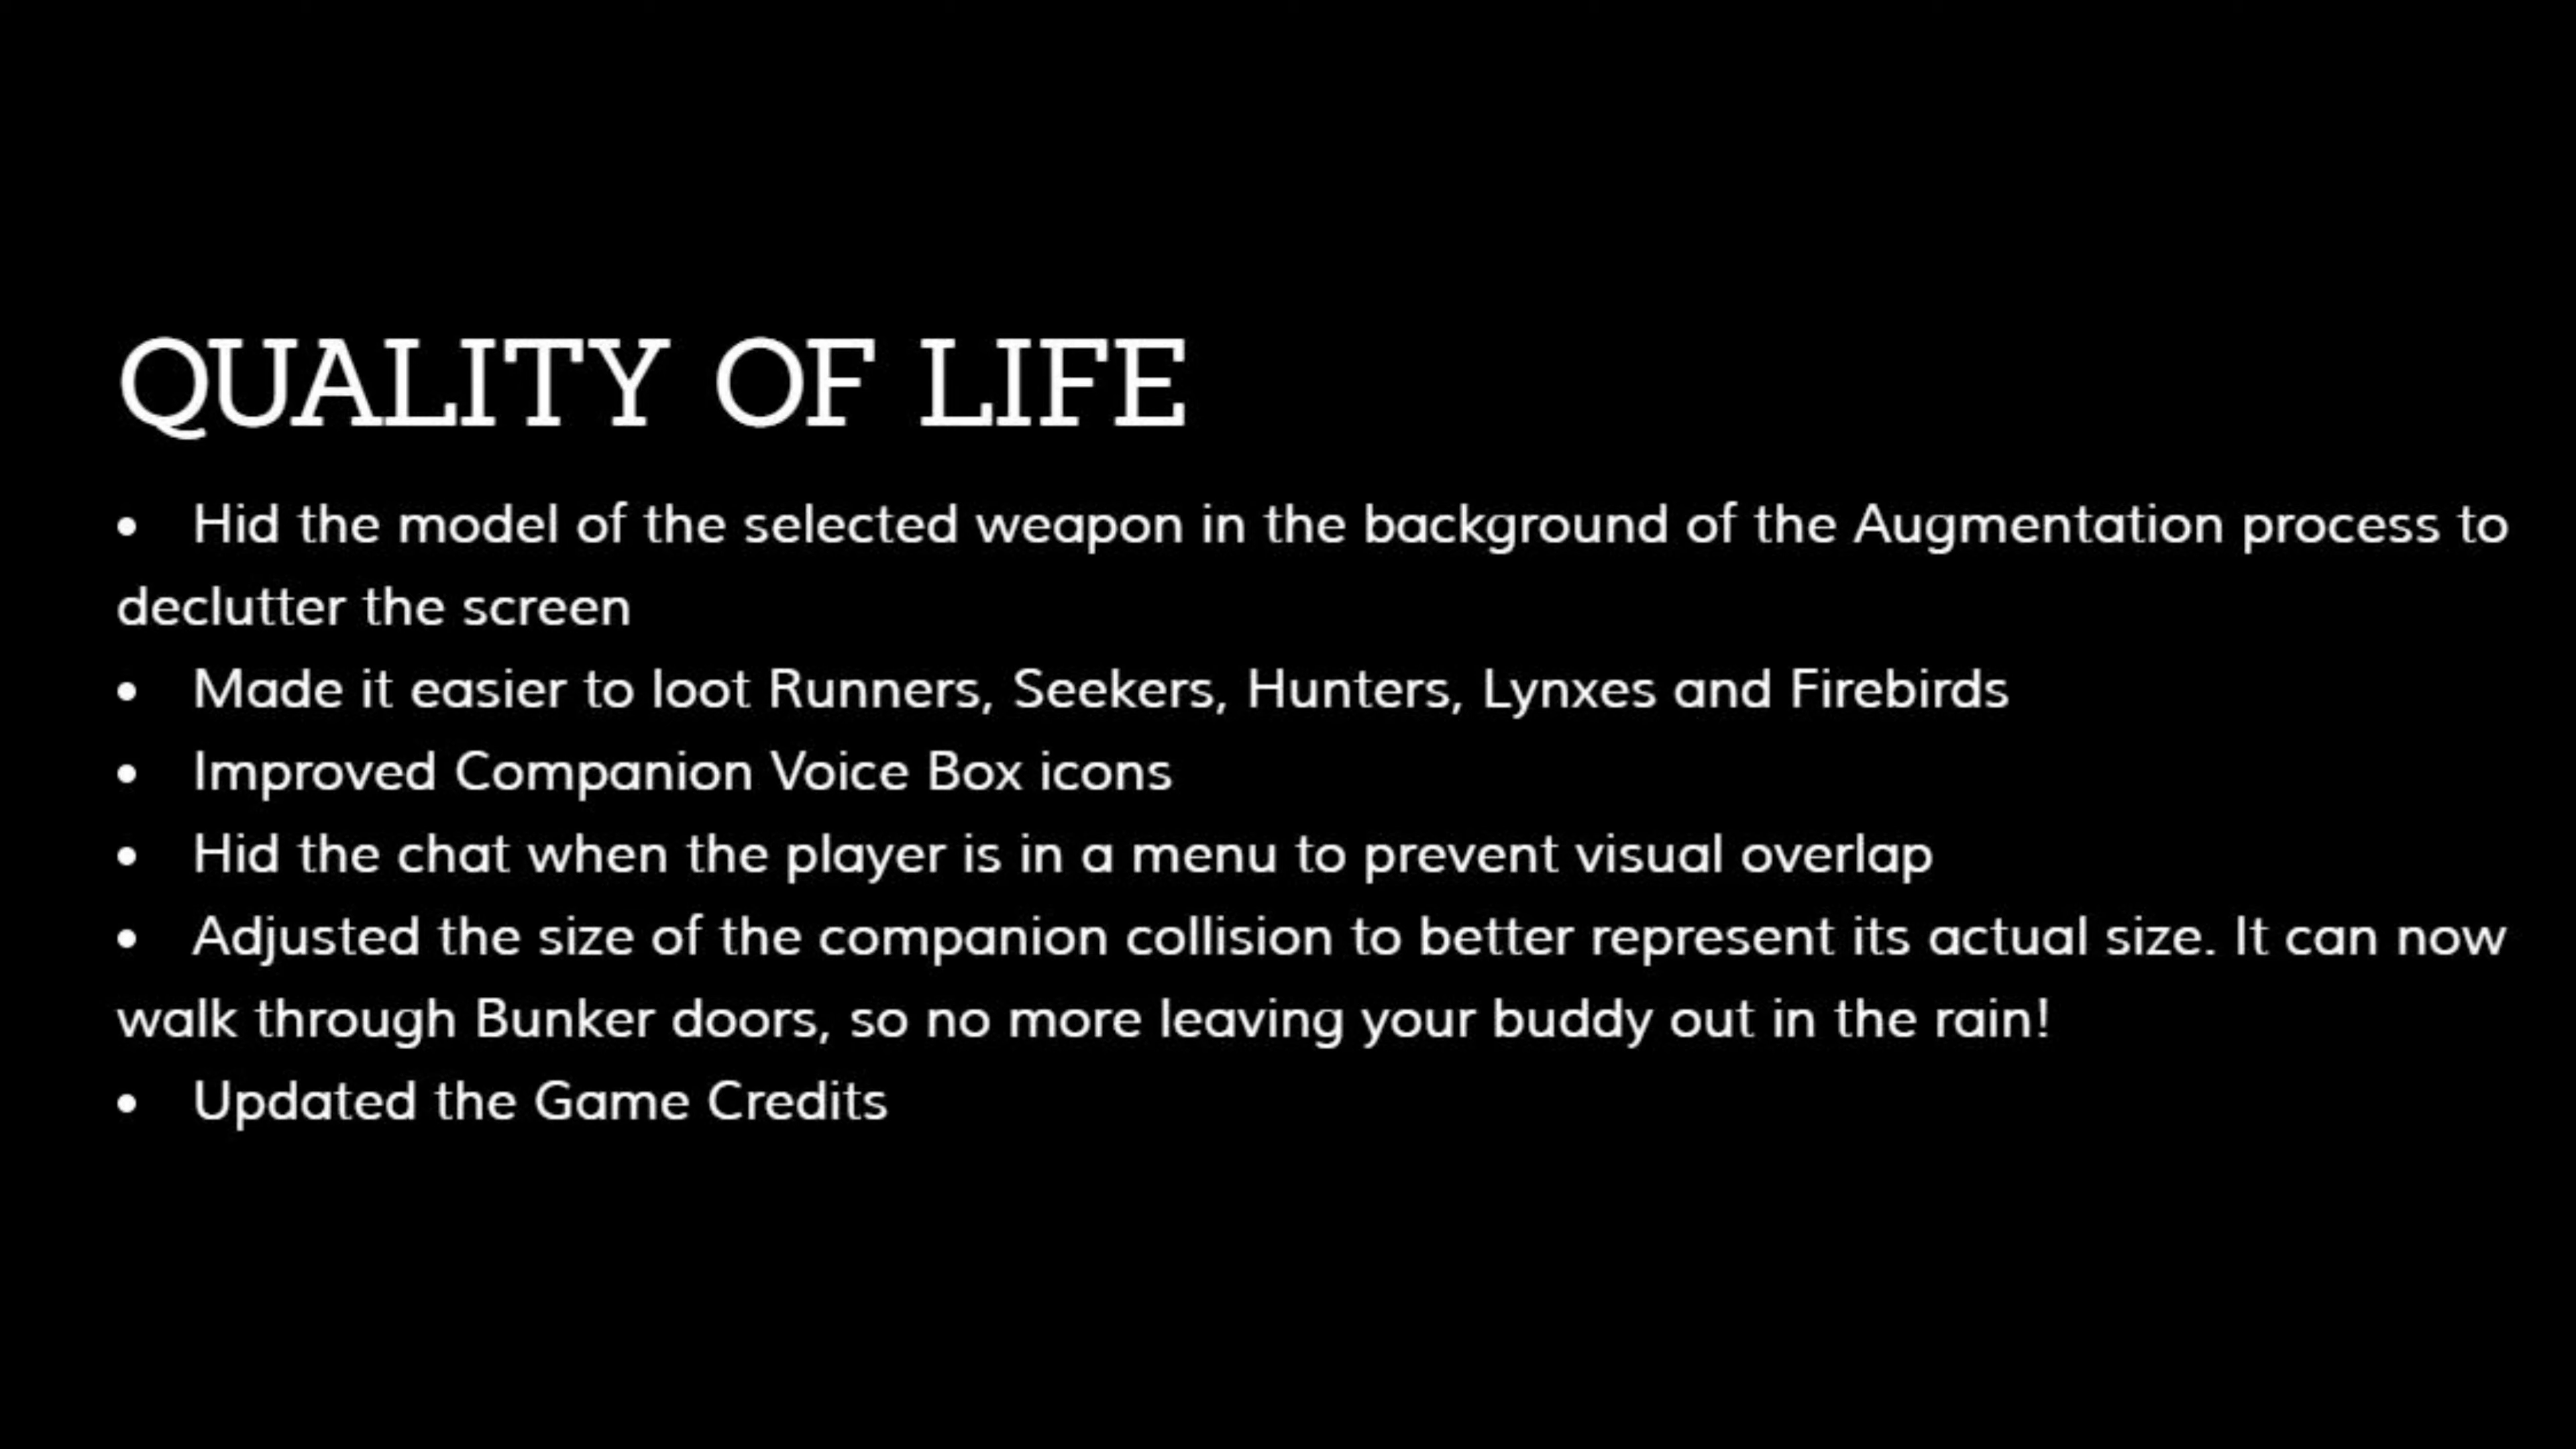 QUALITY OF LIFE
• Hid the model of the selected weapon in the background of the Augmentation process to
declutter the screen
• Made it easier to loot Runners, Seekers, Hunters, Lynxes and Firebirds
• Improved Companion Voice Box icons
• Hid the chat when the player is in a menu to prevent visual overlap
• Adjusted the size of the companion collision to better represent its actual size. It can now
walk through Bunker doors, so no more leaving your buddy out in the rain!
• Updated the Game Credits